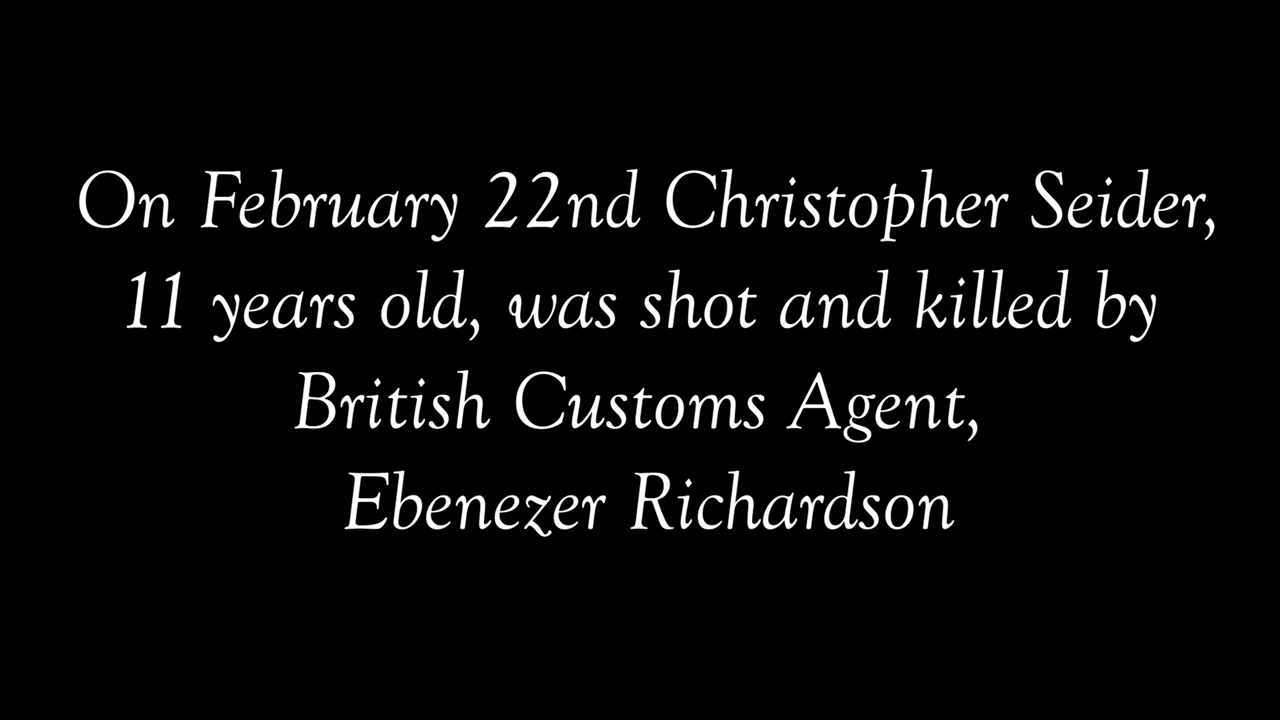 On February 22nd Christopher Seider,
11 years old, was shot and killed by
British Customs Agent,
Ebenezer Richardson